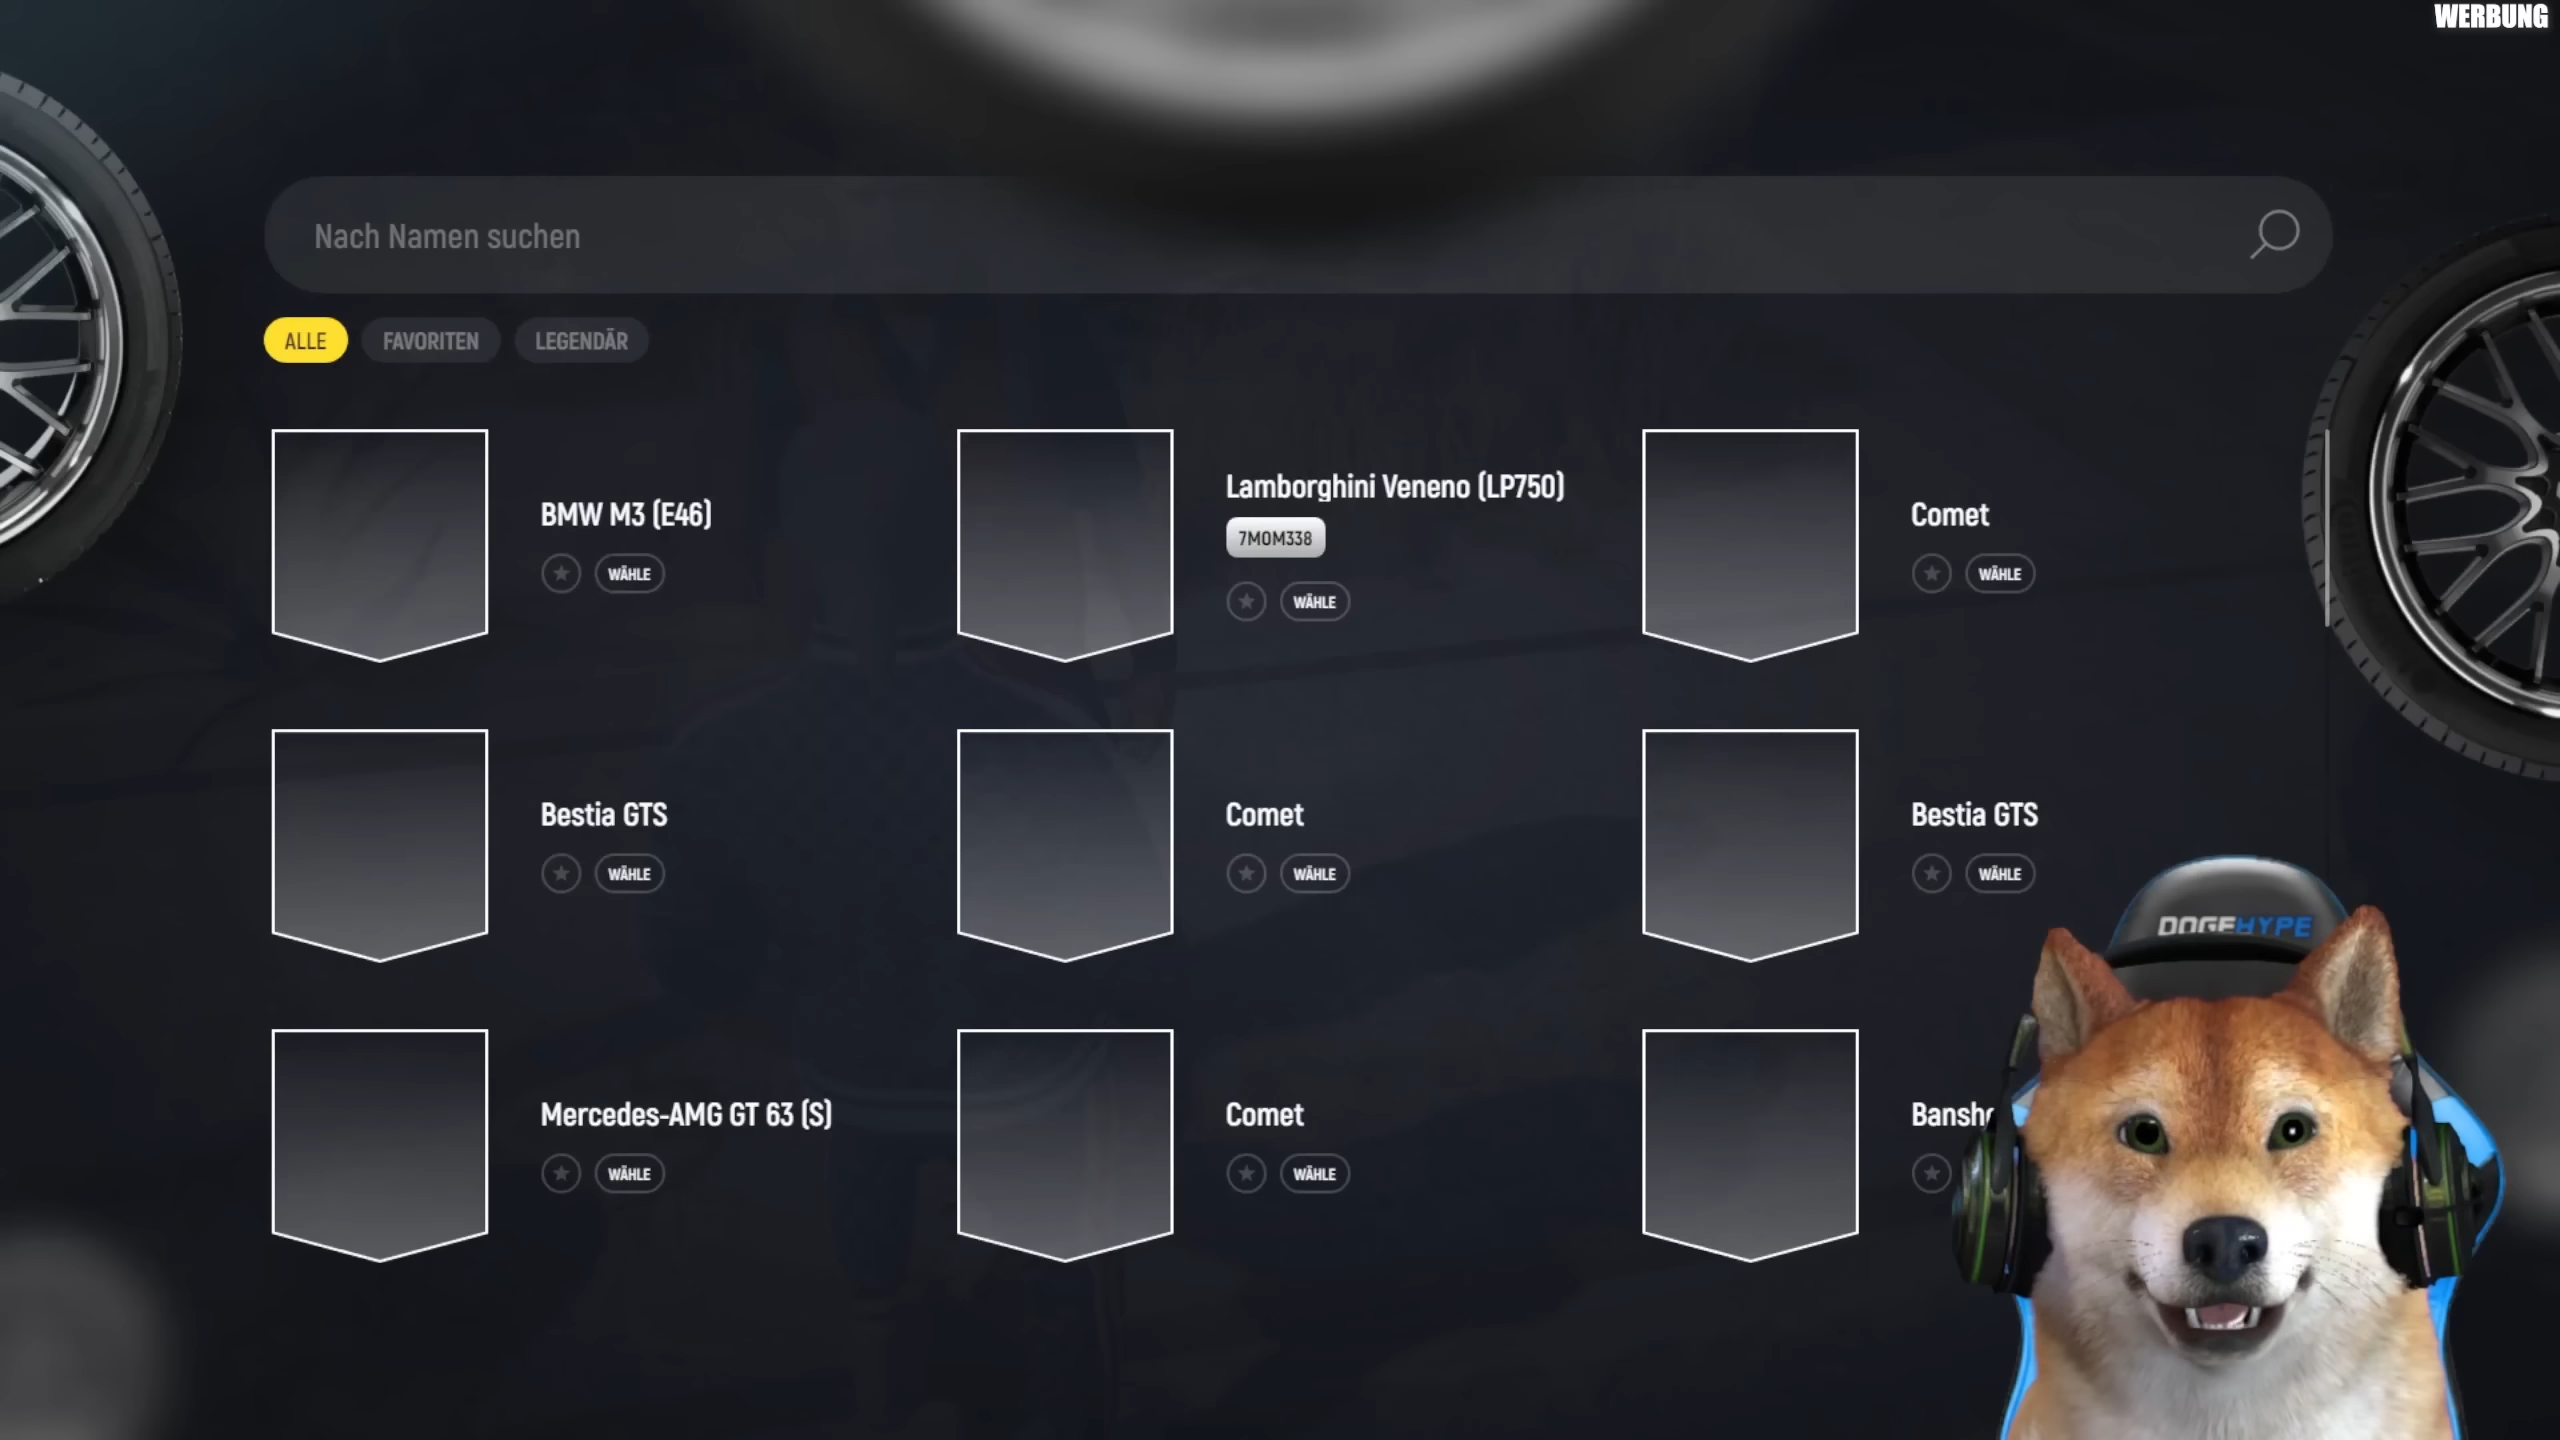 WERBUNG
Nach Namen suchen
ALLE
FAVORITEN
LEGENDÄR
BMW M3 (E46)
WÄHLE
Lamborghini Veneno (LP750)
7MOM338
WÄHLE
Comet
WÄHLE
Bestia GTS
WÄHLE
Comet
WÄHLE
Bestia GTS
WÄHLE
DOGEHYPE
Mercedes-AMG GT 63 (S)
WÄHLE
Comet
WÄHLE